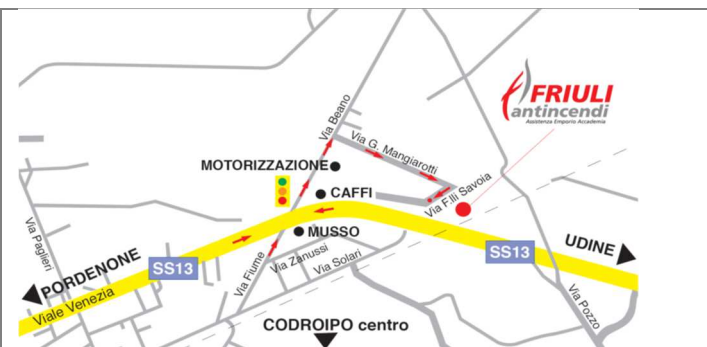 FRIULI
antincendi
Assistenza Emporio Accademia
Via Beano
Via G. Mangiarotti
MOTORIZZAZIONE
CAFFI
Via F.lli Savoia
MUSSO
Via Paglieri
PORDENONE
SS13
Viale Venezia
Via Fiume
Via Zanussi
Via Solari
SS13
UDINE
Via Pozzo
CODROIPO centro